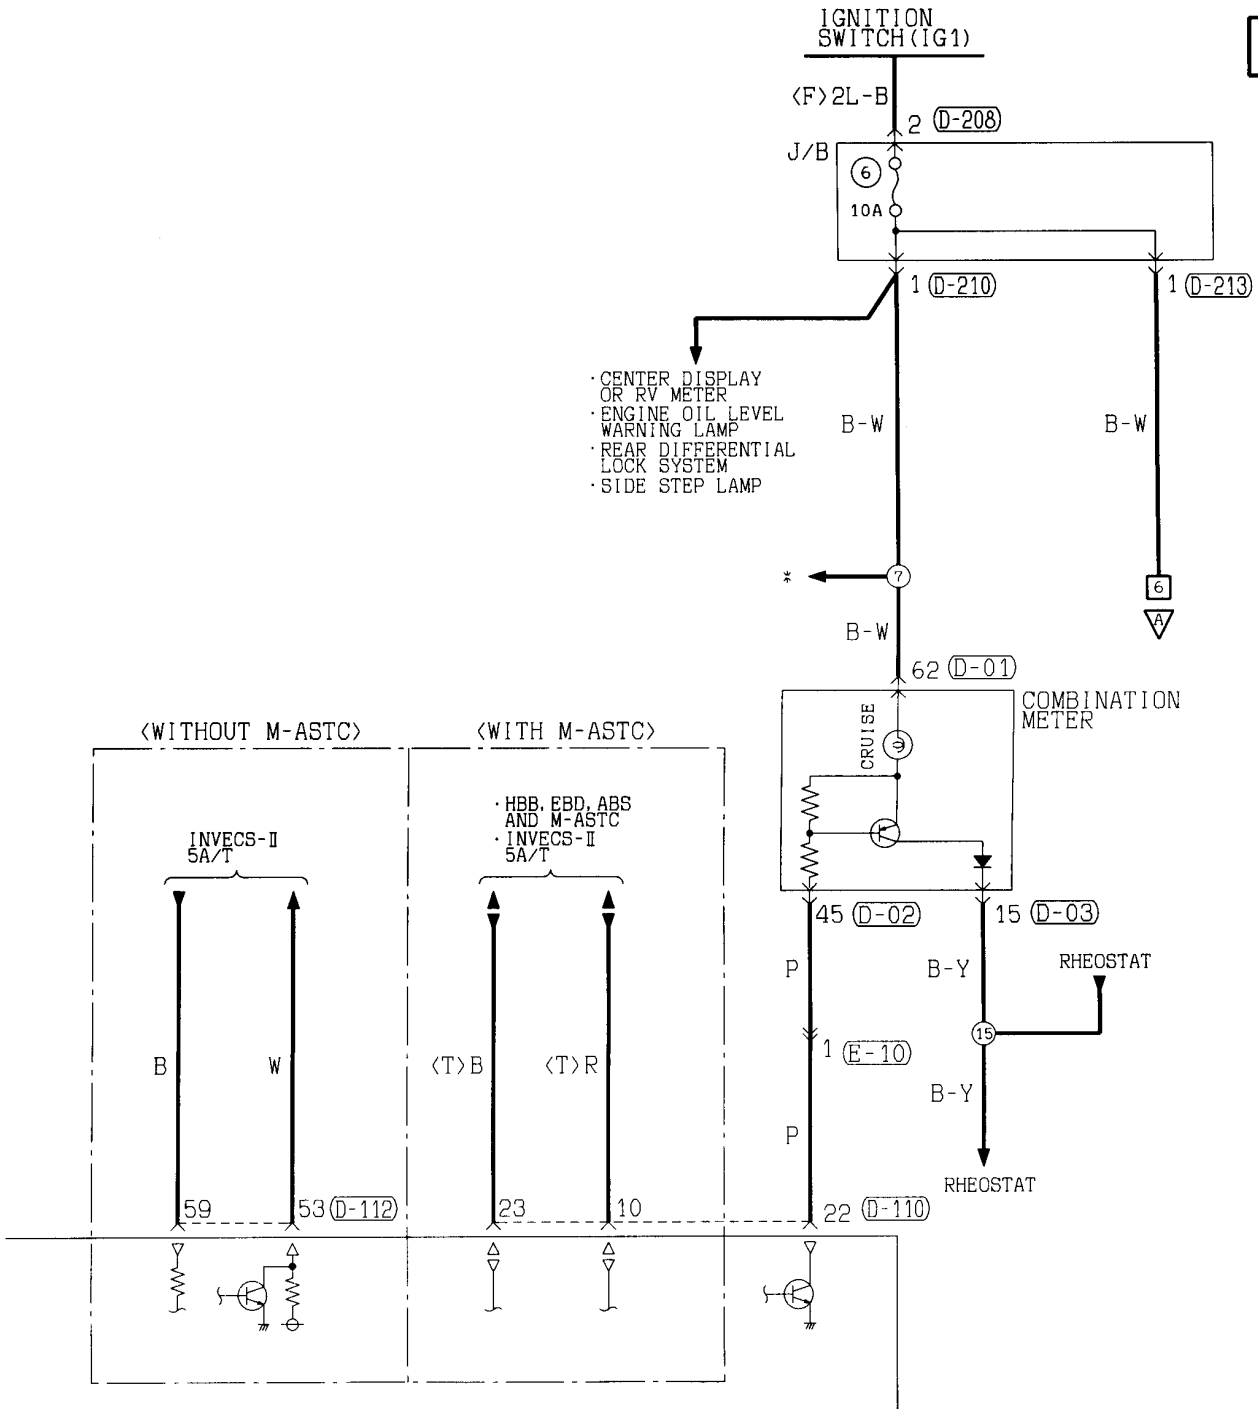 IGNITION
SWITCH(IG1)
<F>2L-B
2 D-208
J/B
6
10A
1 D-210
1 D-213
·CENTER DISPLAY
OR RV METER
·ENGINE OIL LEVEL
WARNING LAMP
·REAR DIFFERENTIAL
LOCK SYSTEM
·SIDE STEP LAMP
B-W
B-W
*
7
6
A
B-W
62 D-01
COMBINATION
METER
CRUISE
<WITHOUT M-ASTC>
<WITH M-ASTC>
·HBB, EBD, ABS
AND M-ASTC
·INVECS-II
5A/T
INVECS-II
5A/T
45 D-02
15 D-03
P
B-Y
RHEOSTAT
15
1 E-10
B
W
<T>B
<T>R
B-Y
P
RHEOSTAT
59
53 D-112
23
10
22 D-110